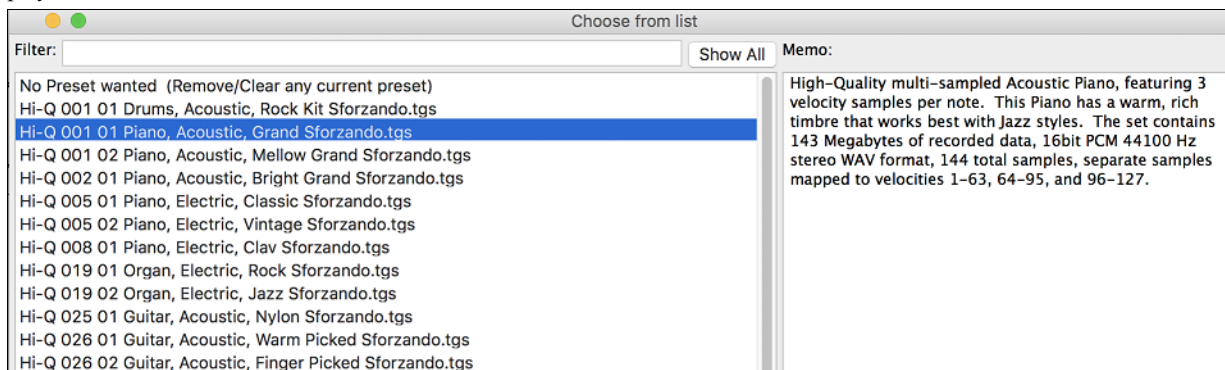 Choose from list
Filter:
Show All
Memo:
No Preset wanted  (Remove/Clear any current preset)
Hi-Q 001 01 Drums, Acoustic, Rock Kit Sforzando.tgs
Hi-Q 001 01 Piano, Acoustic, Grand Sforzando.tgs
Hi-Q 001 02 Piano, Acoustic, Mellow Grand Sforzando.tgs
Hi-Q 002 01 Piano, Acoustic, Bright Grand Sforzando.tgs
Hi-Q 005 01 Piano, Electric, Classic Sforzando.tgs
Hi-Q 005 02 Piano, Electric, Vintage Sforzando.tgs
Hi-Q 008 01 Piano, Electric, Clav Sforzando.tgs
Hi-Q 019 01 Organ, Electric, Rock Sforzando.tgs
Hi-Q 019 02 Organ, Electric, Jazz Sforzando.tgs
Hi-Q 025 01 Guitar, Acoustic, Nylon Sforzando.tgs
Hi-Q 026 01 Guitar, Acoustic, Warm Picked Sforzando.tgs
Hi-Q 026 02 Guitar, Acoustic, Finger Picked Sforzando.tgs
High-Quality multi-sampled Acoustic Piano, featuring 3
velocity samples per note.  This Piano has a warm, rich
timbre that works best with Jazz styles.  The set contains
143 Megabytes of recorded data, 16bit PCM 44100 Hz
stereo WAV format, 144 total samples, separate samples
mapped to velocities 1-63, 64-95, and 96-127.